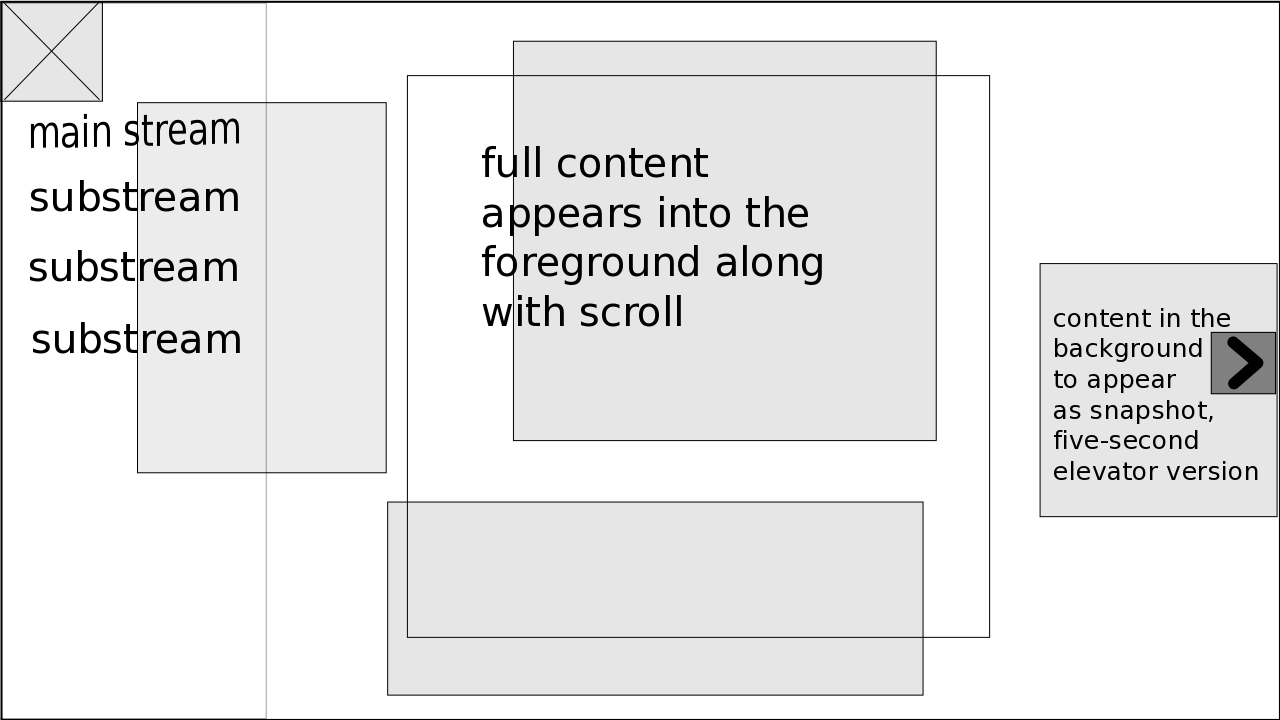 main stream
substream
substream
substream
full content
appears into the
foreground along
with scroll
content in the
background
to appear
as snapshot,
five-second
elevator version